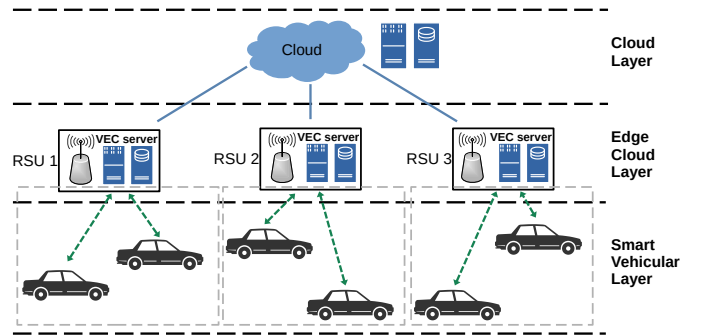 Cloud
Cloud
Layer
RSU 1
VEC server
RSU 2
VEC server
RSU 3
VEC server
Edge
Cloud
Layer
Smart
Vehicular
Layer